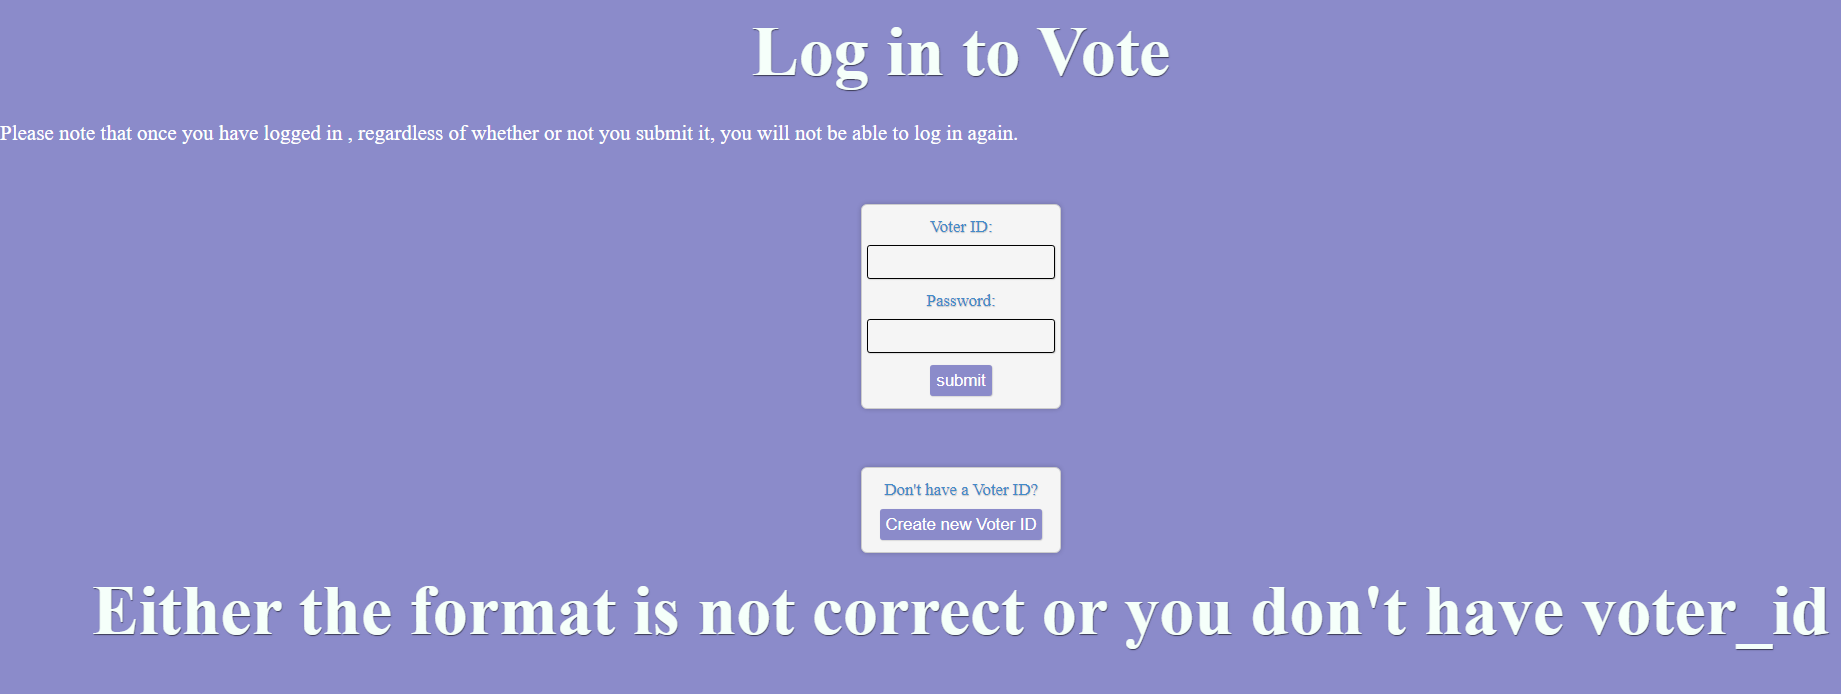 Log in to Vote
Please note that once you have logged in , regardless of whether or not you submit it, you will not be able to log in again.
Voter ID:
Password:
submit
Don't have a Voter ID?
Create new Voter ID
Either the format is not correct or you don't have voter_id